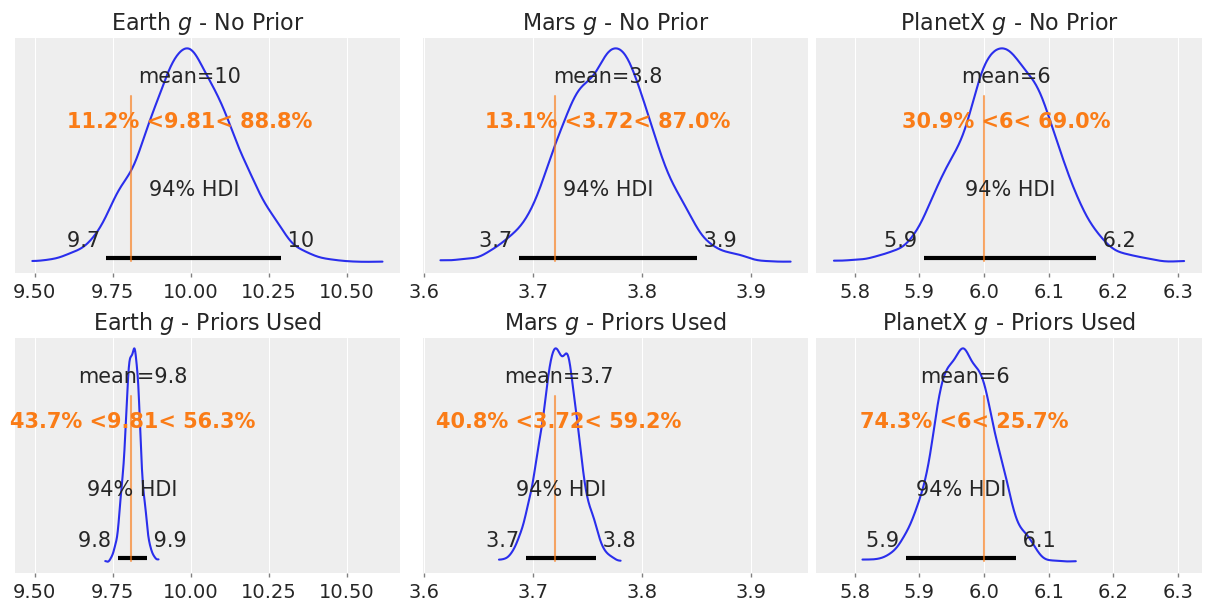 Earth g - No Prior
mean=10
11.2% <9.81< 88.8%
94% HDI
9.7 10
9.50 9.75 10.00 10.25 10.50
Mars g - No Prior
mean=3.8
13.1% <3.72< 87.0%
94% HDI
3.7 3.9
3.6 3.7 3.8 3.9
PlanetX g - No Prior
mean=6
30.9% <6< 69.0%
94% HDI
5.9 6.2
5.8 5.9 6.0 6.1 6.2 6.3
Earth g - Priors Used
mean=9.8
43.7% <9.81< 56.3%
94% HDI
9.8 9.9
9.50 9.75 10.00 10.25 10.50
Mars g - Priors Used
mean=3.7
40.8% <3.72< 59.2%
94% HDI
3.7 3.8
3.6 3.7 3.8 3.9
PlanetX g - Priors Used
mean=6
74.3% <6< 25.7%
94% HDI
5.9 6.1
5.8 5.9 6.0 6.1 6.2 6.3